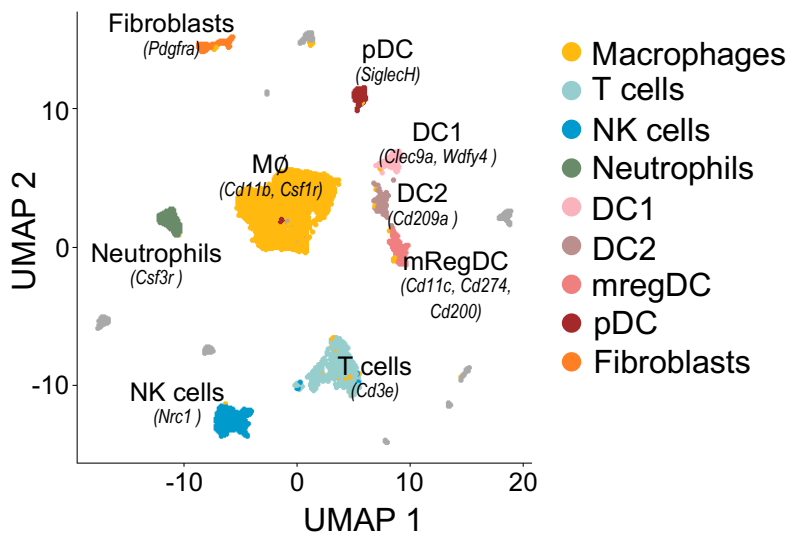 Fibroblasts
(Pdgfra)
pDC
(SiglecH)
DC1
(Clec9a, Wdfy4 )
MØ
(Cd11b, Csf1r)
DC2
(Cd209a )
Neutrophils
(Csf3r )
mRegDC
(Cd11c, Cd274,
Cd200)
T cells
(Cd3e)
NK cells
(Nrc1 )
10
0
-10
UMAP 2
-10
0
10
20
UMAP 1
Macrophages
T cells
NK cells
Neutrophils
DC1
DC2
mregDC
pDC
Fibroblasts